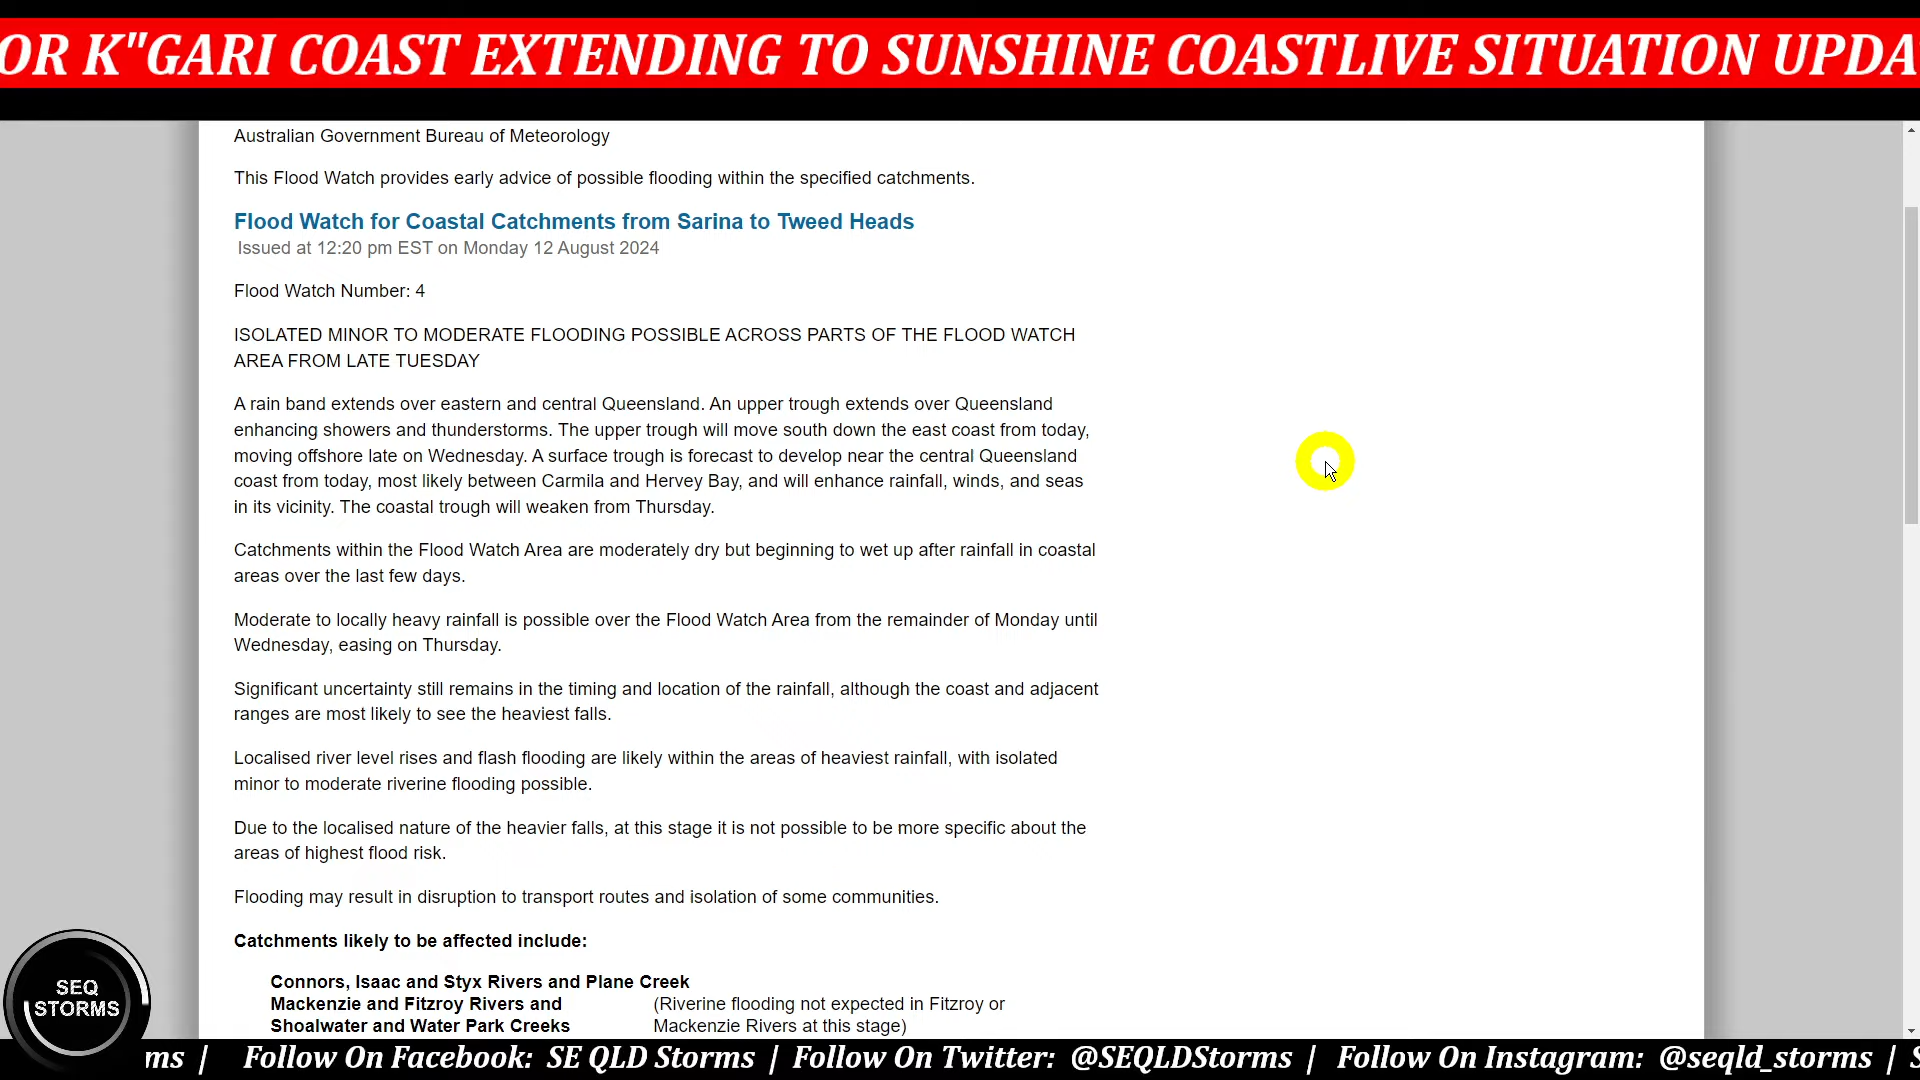 OR K"GARI COAST EXTENDING TO SUNSHINE COASTLIVE SITUATION UPDA
Australian Government Bureau of Meteorology
This Flood Watch provides early advice of possible flooding within the specified catchments.
Flood Watch for Coastal Catchments from Sarina to Tweed Heads
Issued at 12:20 pm EST on Monday 12 August 2024
Flood Watch Number: 4
ISOLATED MINOR TO MODERATE FLOODING POSSIBLE ACROSS PARTS OF THE FLOOD WATCH
AREA FROM LATE TUESDAY
A rain band extends over eastern and central Queensland. An upper trough extends over Queensland
enhancing showers and thunderstorms. The upper trough will move south down the east coast from today,
moving offshore late on Wednesday. A surface trough is forecast to develop near the central Queensland
coast from today, most likely between Carmila and Hervey Bay, and will enhance rainfall, winds, and seas
in its vicinity. The coastal trough will weaken from Thursday.
Catchments within the Flood Watch Area are moderately dry but beginning to wet up after rainfall in coastal
areas over the last few days.
Moderate to locally heavy rainfall is possible over the Flood Watch Area from the remainder of Monday until
Wednesday, easing on Thursday.
Significant uncertainty still remains in the timing and location of the rainfall, although the coast and adjacent
ranges are most likely to see the heaviest falls.
Localised river level rises and flash flooding are likely within the areas of heaviest rainfall, with isolated
minor to moderate riverine flooding possible.
Due to the localised nature of the heavier falls, at this stage it is not possible to be more specific about the
areas of highest flood risk.
Flooding may result in disruption to transport routes and isolation of some communities.
Catchments likely to be affected include:
Connors, Isaac and Styx Rivers and Plane Creek
Mackenzie and Fitzroy Rivers and (Riverine flooding not expected in Fitzroy or
Shoalwater and Water Park Creeks Mackenzie Rivers at this stage)
SEQ
STORMS
ms | Follow On Facebook: SE QLD Storms | Follow On Twitter: @SEQLDStorms | Follow On Instagram: @seqld_storms | S